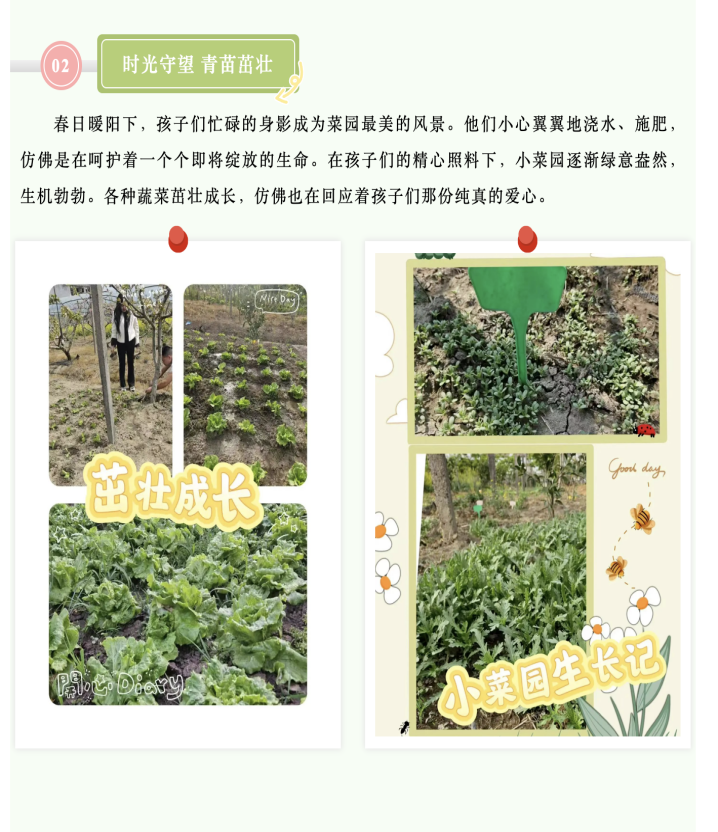 02
时光守望 青苗茁壮
春日暖阳下，孩子们忙碌的身影成为菜园最美的风景。他们小心翼翼地浇水、施肥，
仿佛是在呵护着一个个即将绽放的生命。在孩子们的精心照料下，小菜园逐渐绿意盎然，
生机勃勃。各种蔬菜茁壮成长，仿佛也在回应着孩子们那份纯真的爱心。
Nice Day
茁壮成长
開·心·Diary
Good day
小菜园生长记